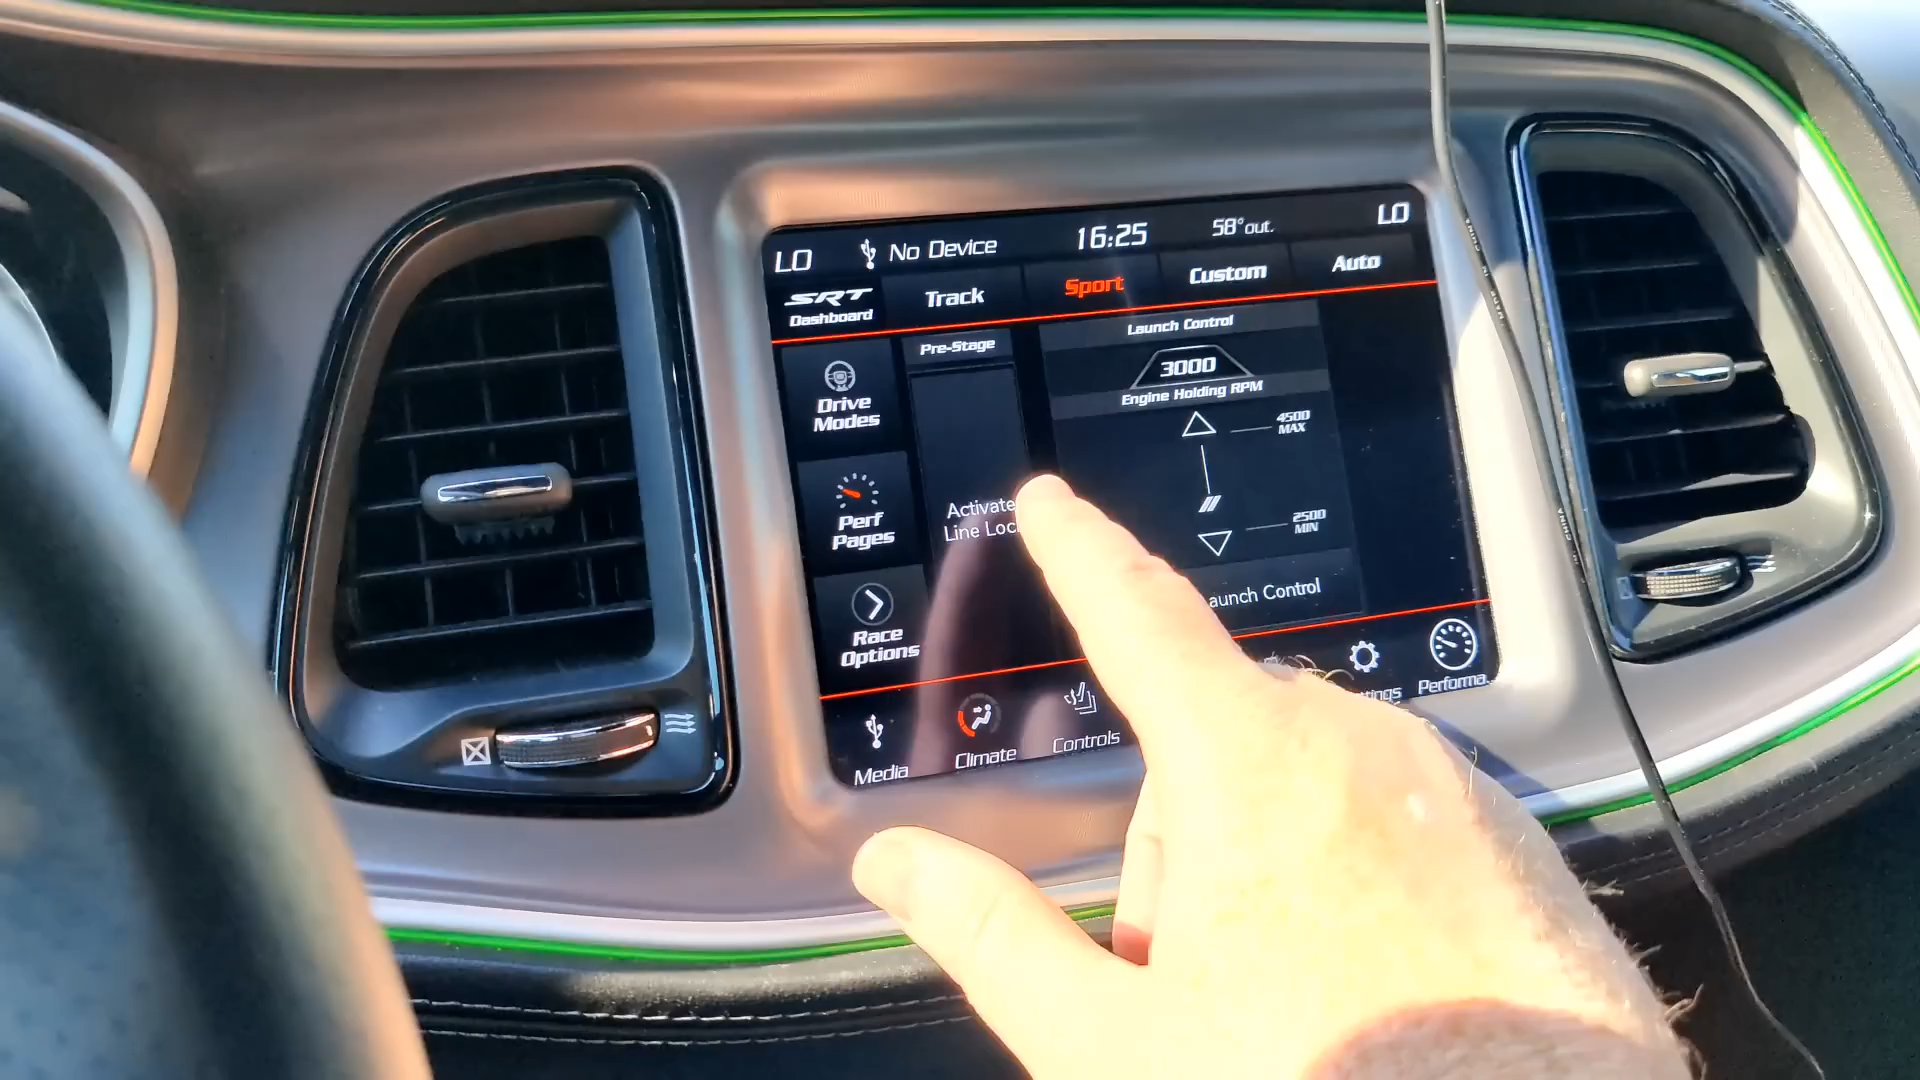 LO No Device 16:25 58°out. LO
SRT Dashboard Track Sport Custom Auto
Pre-Stage
Launch Control
3000
Engine Holding RPM
4500
MAX
2500
MIN
Drive
Modes
Perf
Pages
Race
Options
Activate
Line Loc
aunch Control
Media Climate Controls ttings Performa..
CHINA